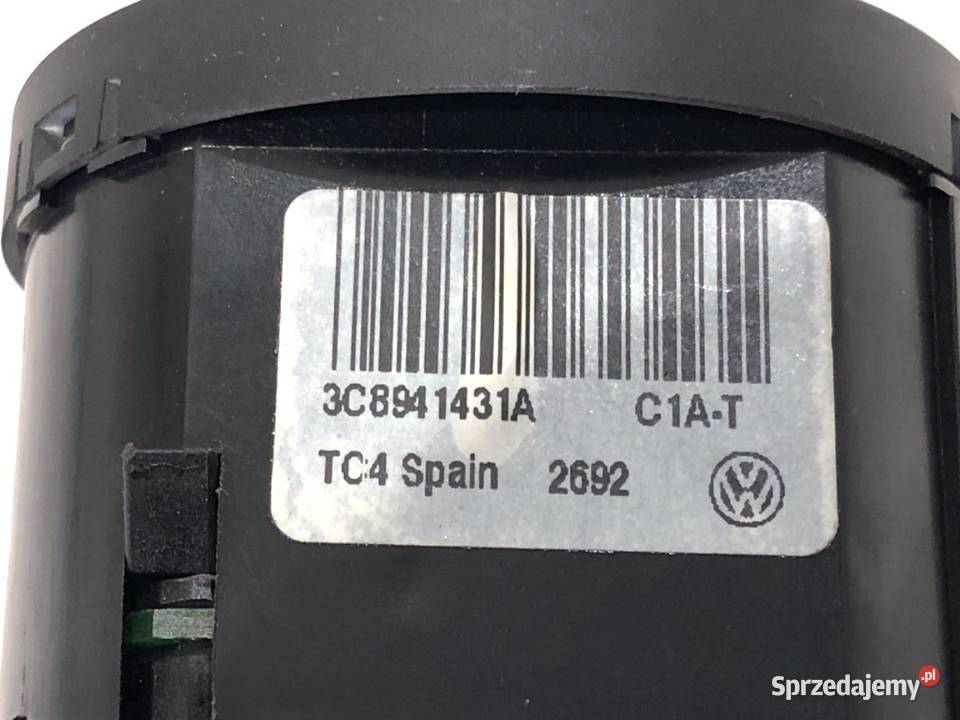 3C8941431A C1A-T
TC4 Spain 2692
Sprzedajemy.pl